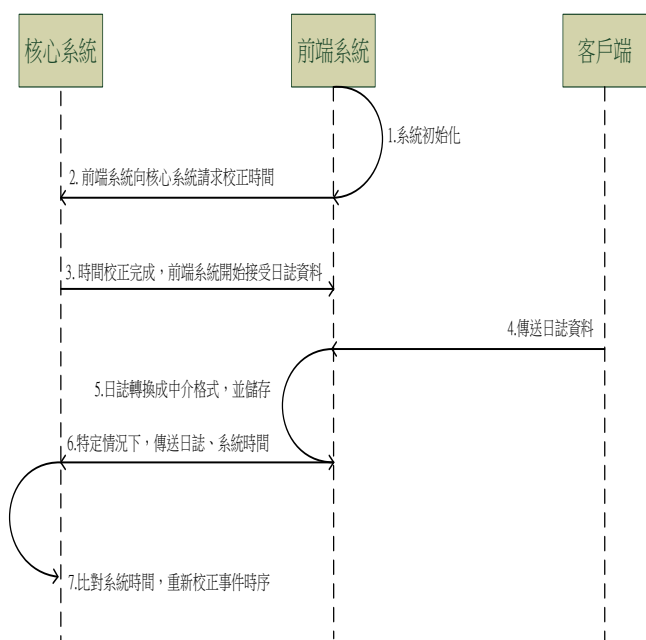 核心系統
前端系統
客戶端
1.系統初始化
2. 前端系統向核心系統請求校正時間
3. 時間校正完成，前端系統開始接受日誌資料
4.傳送日誌資料
5.日誌轉換成中介格式，並儲存
6.特定情況下，傳送日誌、系統時間
7.比對系統時間，重新校正事件時序